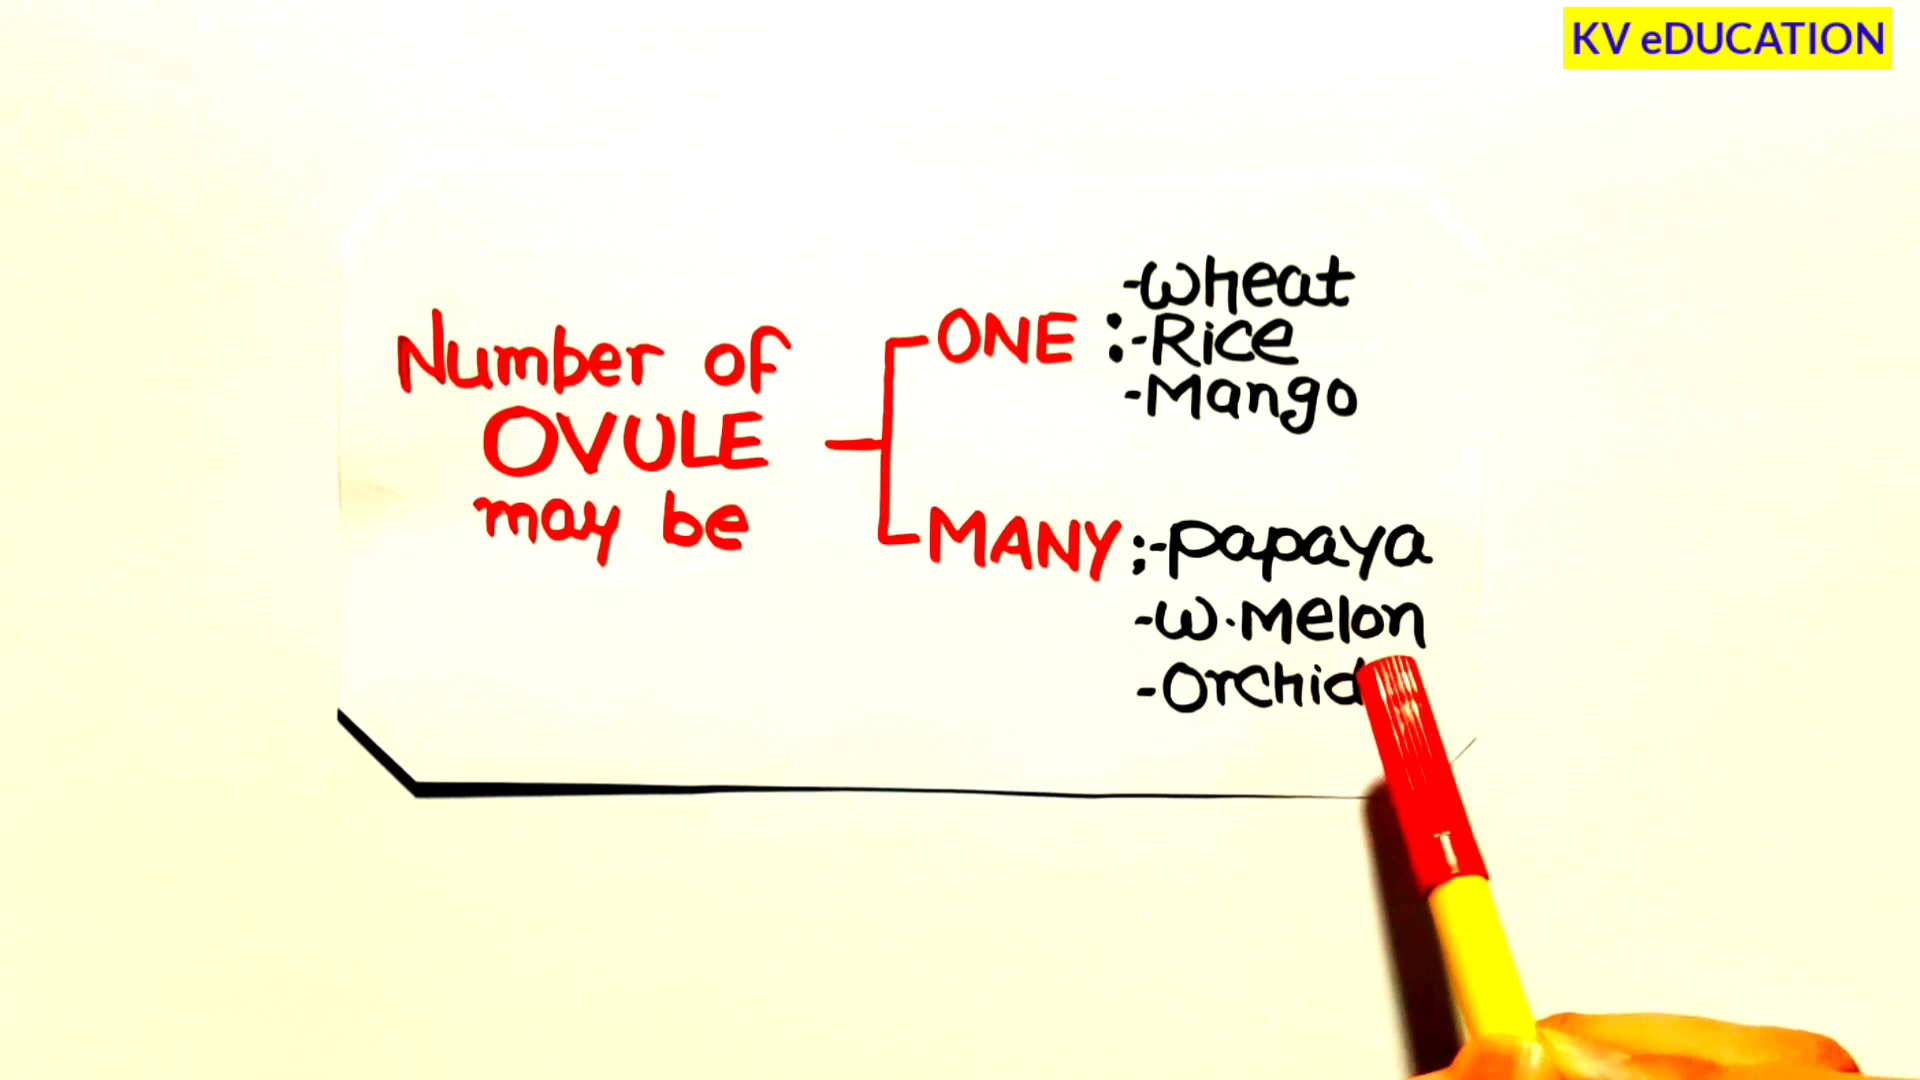 KV eDUCATION
Number of
OVULE
may be
ONE :
-Wheat
-Rice
-Mango
MANY :
-Papaya
-W.Melon
-Orchid